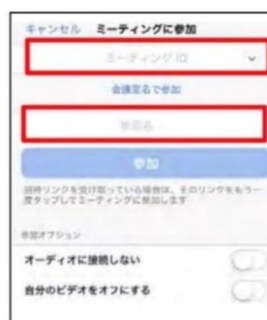 キャンセル ミーティングに参加
ミーティング ID
会議室名で参加
参加
招待リンクを受け取っている場合は、そのリンクをもう一
度タップしてミーティングに参加します
参加オプション
オーディオに接続しない
自分のビデオをオフにする